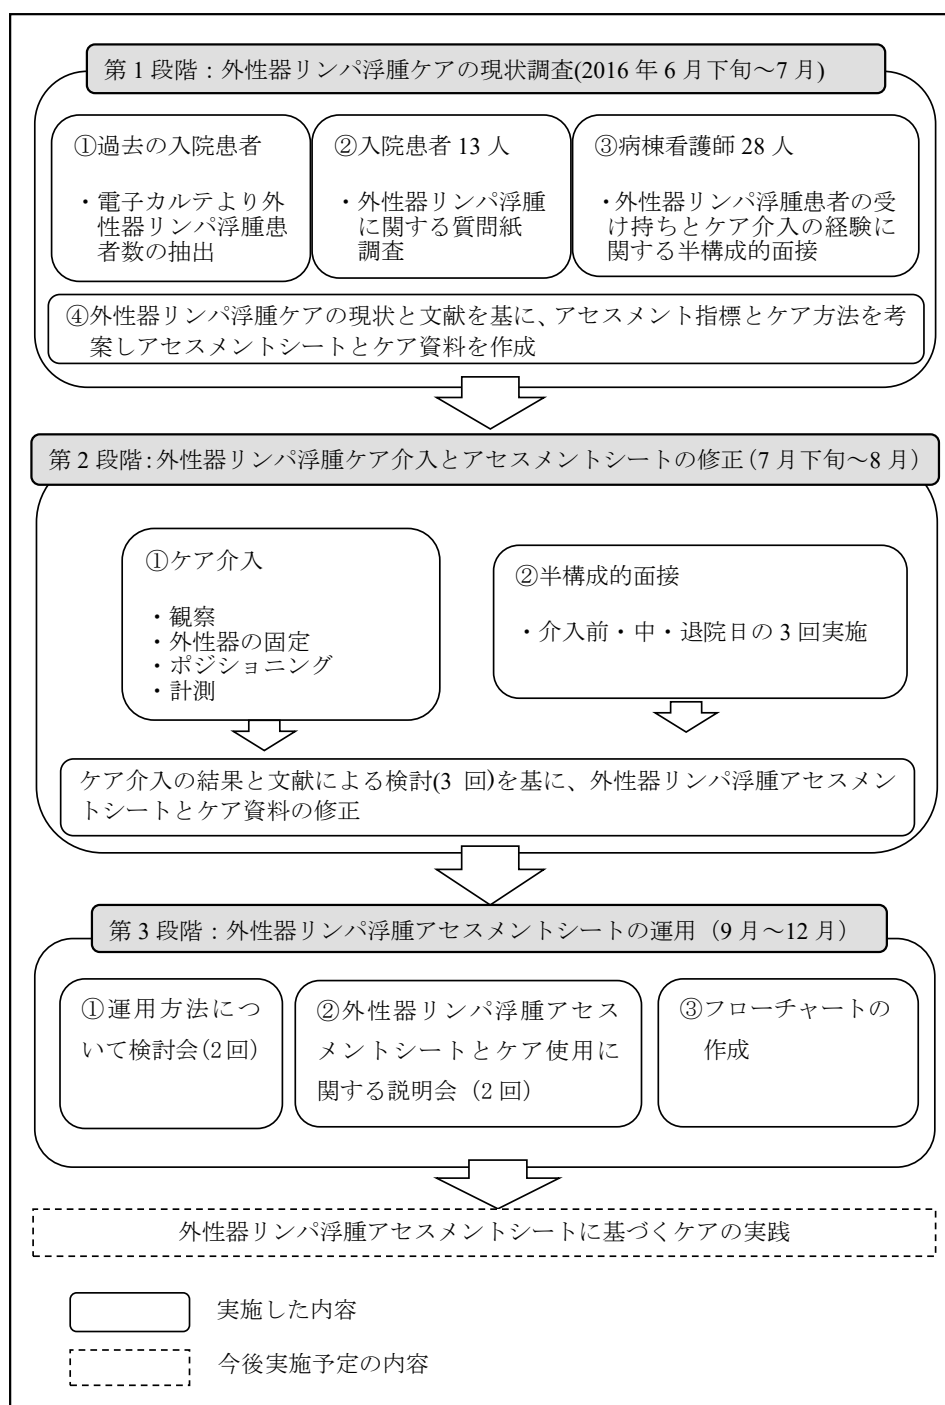 第1段階：外性器リンパ浮腫ケアの現状調査(2016年6月下旬～7月)
①過去の入院患者
・電子カルテより外
性器リンパ浮腫患
者数の抽出
②入院患者13人
・外性器リンパ浮腫
に関する質問紙
調査
③病棟看護師28人
・外性器リンパ浮腫患者の受
け持ちとケア介入の経験に
関する半構成的面接
④外性器リンパ浮腫ケアの現状と文献を基に、アセスメント指標とケア方法を考
案しアセスメントシートとケア資料を作成
第2段階：外性器リンパ浮腫ケア介入とアセスメントシートの修正（7月下旬～8月）
①ケア介入
・観察
・外性器の固定
・ポジショニング
・計測
②半構成的面接
・介入前・中・退院日の3回実施
ケア介入の結果と文献による検討(3 回)を基に、外性器リンパ浮腫アセスメン
トシートとケア資料の修正
第3段階：外性器リンパ浮腫アセスメントシートの運用（9月～12月）
①運用方法につ
いて検討会（2回）
②外性器リンパ浮腫アセス
メントシートとケア使用に
関する説明会（2回）
③フローチャートの
作成
外性器リンパ浮腫アセスメントシートに基づくケアの実践
実施した内容
今後実施予定の内容